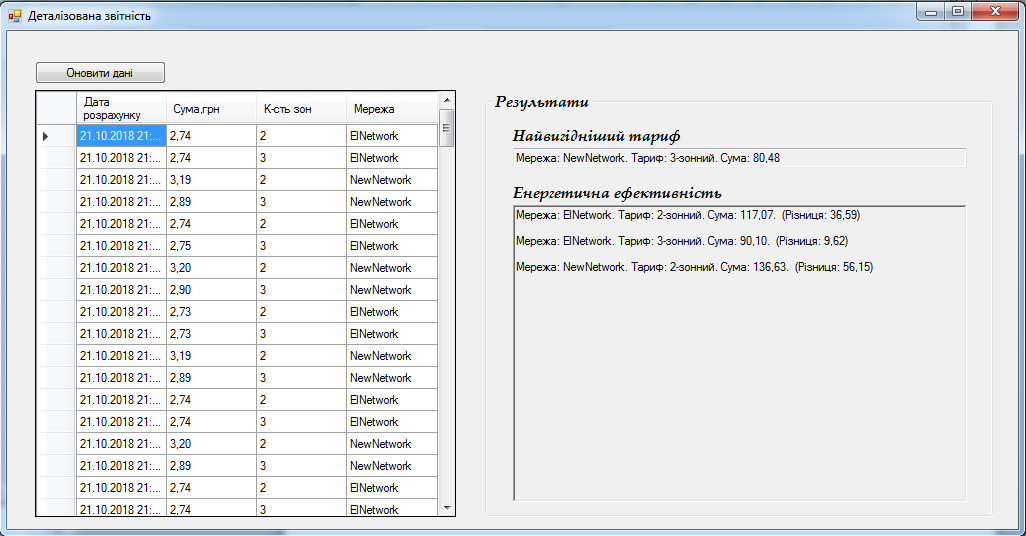 Деталізована звітність
Оновити дані
Дата розрахунку Сума,грн К-сть зон Мережа
21.10.2018 21:... 2,74 2 ElNetwork
21.10.2018 21:... 2,74 3 ElNetwork
21.10.2018 21:... 3,19 2 NewNetwork
21.10.2018 21:... 2,89 3 NewNetwork
21.10.2018 21:... 2,74 2 ElNetwork
21.10.2018 21:... 2,75 3 ElNetwork
21.10.2018 21:... 3,20 2 NewNetwork
21.10.2018 21:... 2,90 3 NewNetwork
21.10.2018 21:... 2,73 2 ElNetwork
21.10.2018 21:... 2,73 3 ElNetwork
21.10.2018 21:... 3,19 2 NewNetwork
21.10.2018 21:... 2,89 3 NewNetwork
21.10.2018 21:... 2,74 2 ElNetwork
21.10.2018 21:... 2,74 3 ElNetwork
21.10.2018 21:... 3,20 2 NewNetwork
21.10.2018 21:... 2,89 3 NewNetwork
21.10.2018 21:... 2,74 2 ElNetwork
21.10.2018 21:... 2,74 3 ElNetwork
Результати
Найвигідніший тариф
Мережа: NewNetwork. Тариф: 3-зонний. Сума: 80,48
Енергетична ефективність
Мережа: ElNetwork. Тариф: 2-зонний. Сума: 117,07. (Різниця: 36,59)
Мережа: ElNetwork. Тариф: 3-зонний. Сума: 90,10. (Різниця: 9,62)
Мережа: NewNetwork. Тариф: 2-зонний. Сума: 136,63. (Різниця: 56,15)